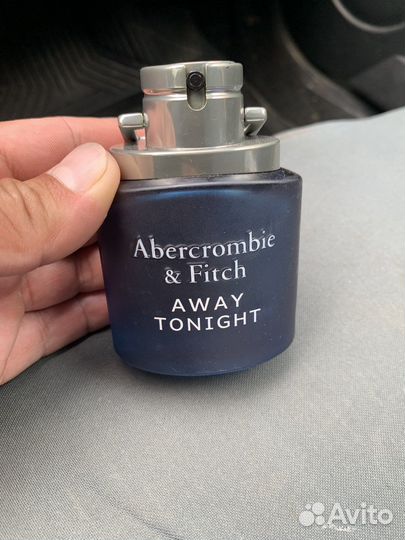 Abercrombie
& Fitch
AWAY
TONIGHT
Avito